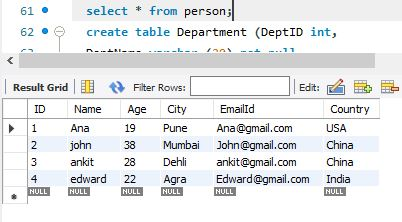 61 select * from person;
62 create table Department (DeptID int,
63 DeptName varchar (20) not null
Result Grid Filter Rows: Edit:
ID Name Age City EmailId Country
1 Ana 19 Pune Ana@gmail.com USA
2 john 38 Mumbai John@gmail.com China
3 ankit 28 Dehli ankit@gmail.com China
4 edward 22 Agra Edward@gmail.com India
NULL NULL NULL NULL NULL NULL